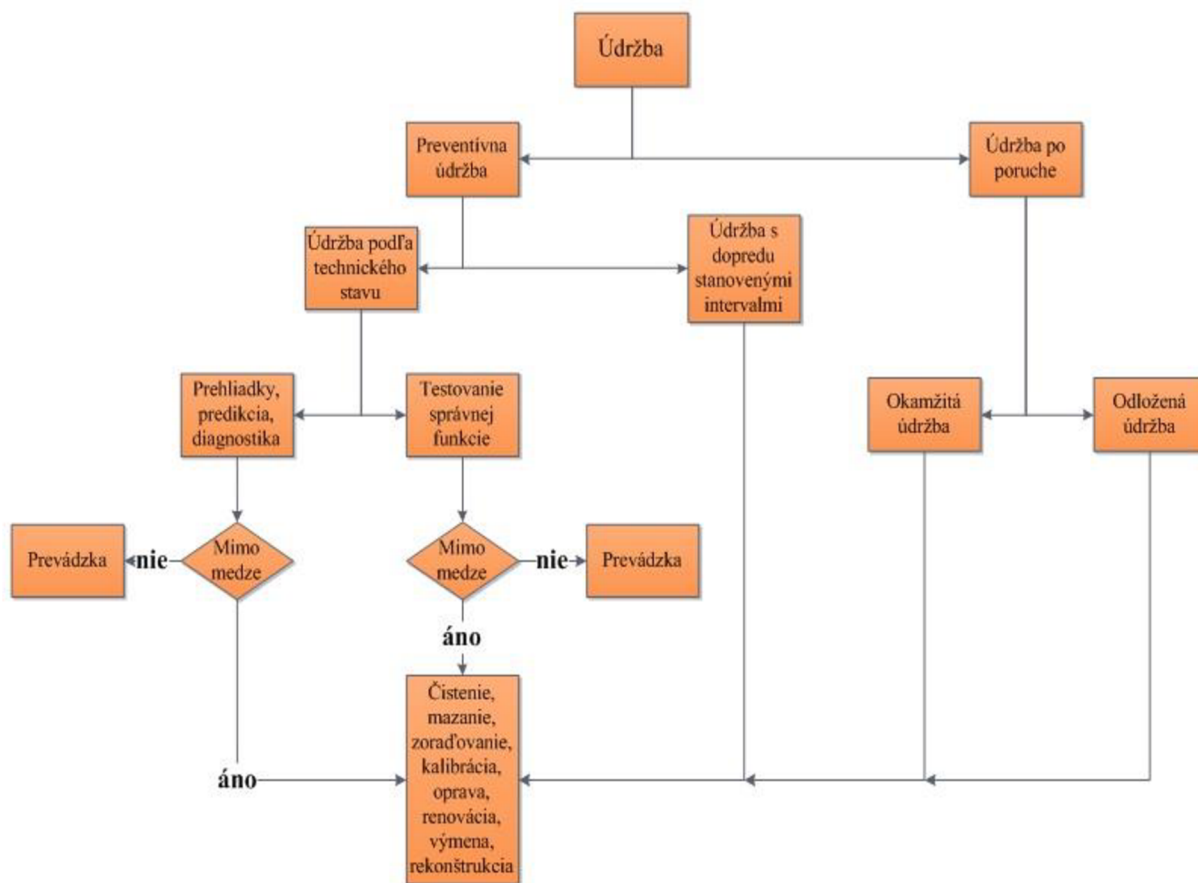 Údržba
Preventívna
údržba
Údržba po
poruche
Údržba podľa
technického
stavu
Údržba s
dopredu
stanovenými
intervalmi
Prehliadky,
predikcia,
diagnostika
Testovanie
správnej
funkcie
Okamžitá
údržba
Odložená
údržba
Prevádzka
nie
Mimo
medze
Mimo
medze
nie
Prevádzka
áno
áno
Čistenie,
mazanie,
zoraďovanie,
kalibrácia,
oprava,
renovácia,
výmena,
rekonštrukcia